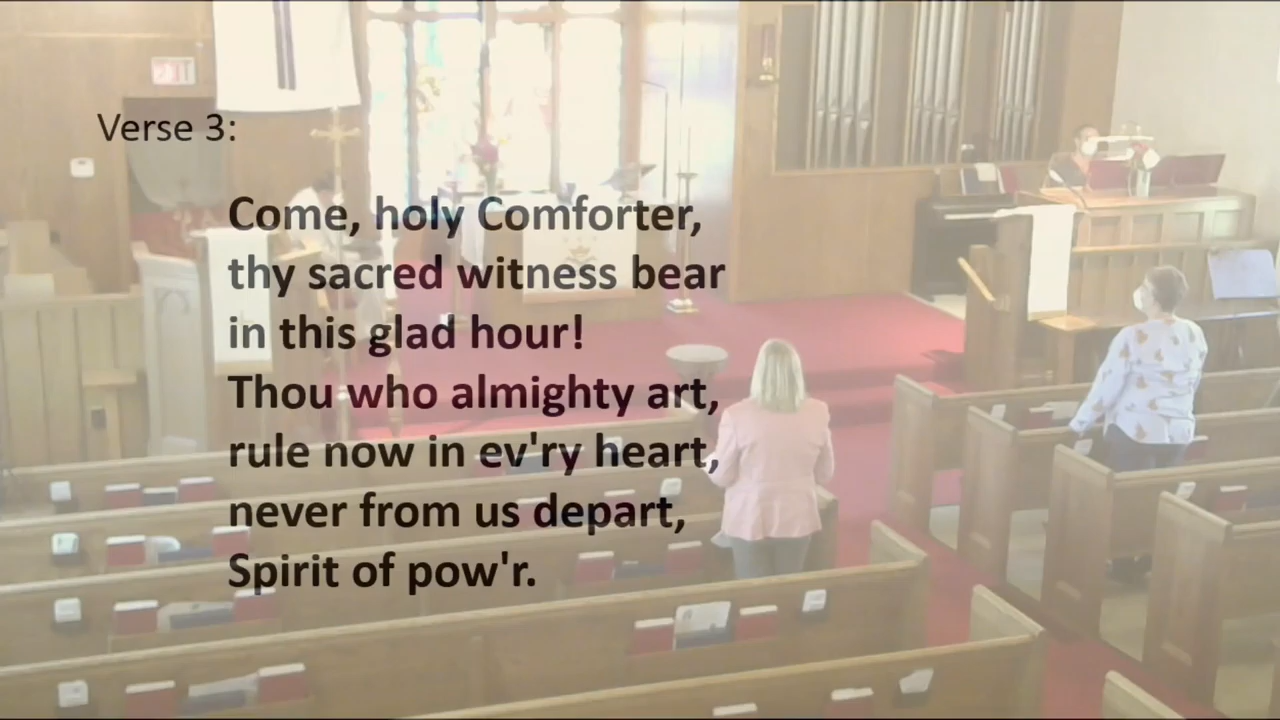 Verse 3:
Come, holy Comforter,
thy sacred witness bear
in this glad hour!
Thou who almighty art,
rule now in ev'ry heart,
never from us depart,
Spirit of pow'r.